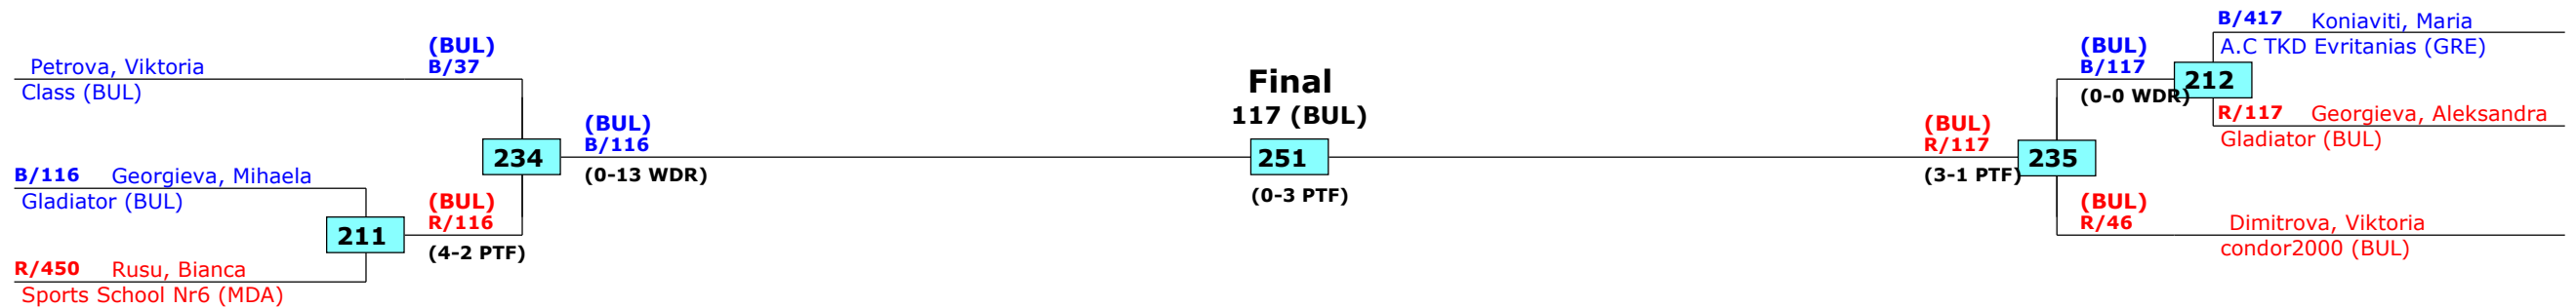 Petrova, Viktoria
Class (BUL)
(BUL)
B/37
B/116 Georgieva, Mihaela
Gladiator (BUL)
211
R/450 Rusu, Bianca
Sports School Nr6 (MDA)
(BUL)
R/116
(4-2 PTF)
234
(BUL)
B/116
(0-13 WDR)
Final
117 (BUL)
251
(0-3 PTF)
(BUL)
R/117
(3-1 PTF)
235
(BUL)
B/117
(0-0 WDR)
212
B/417 Koniaviti, Maria
A.C TKD Evritanias (GRE)
R/117 Georgieva, Aleksandra
Gladiator (BUL)
(BUL)
R/46
Dimitrova, Viktoria
condor2000 (BUL)